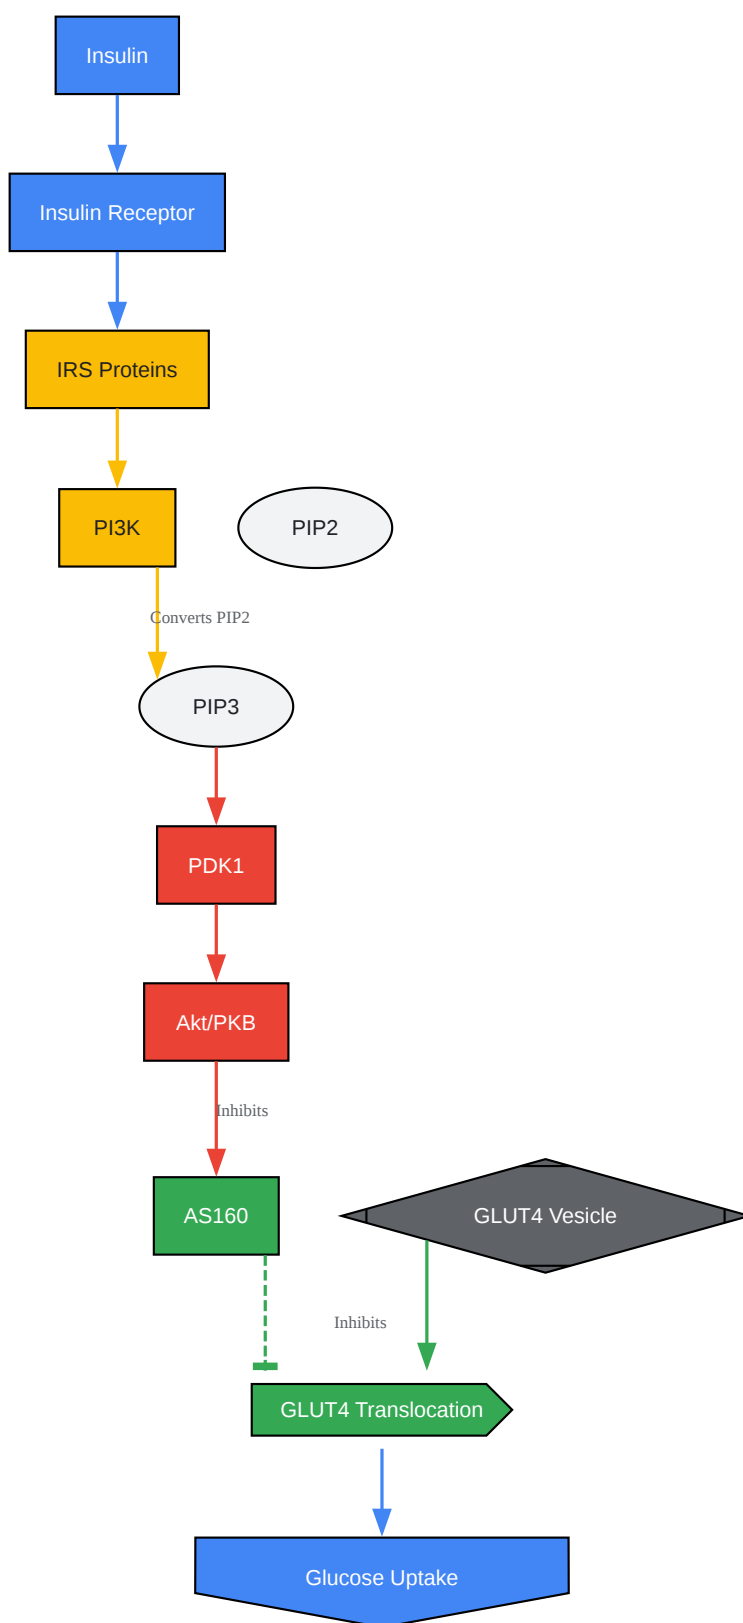 Insulin
Insulin Receptor
IRS Proteins
PI3K
PIP2
Converts PIP2
PIP3
PDK1
Akt/PKB
Inhibits
AS160
GLUT4 Vesicle
Inhibits
GLUT4 Translocation
Glucose Uptake